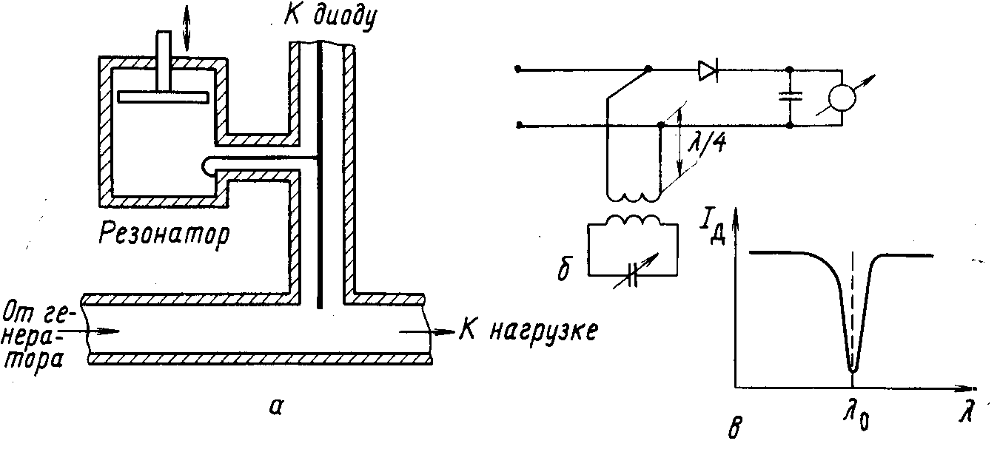 К диоду
Резонатор
От ге-
нера-
тора
К нагрузке
а
λ/4
б
I_Д
λ₀
λ
в